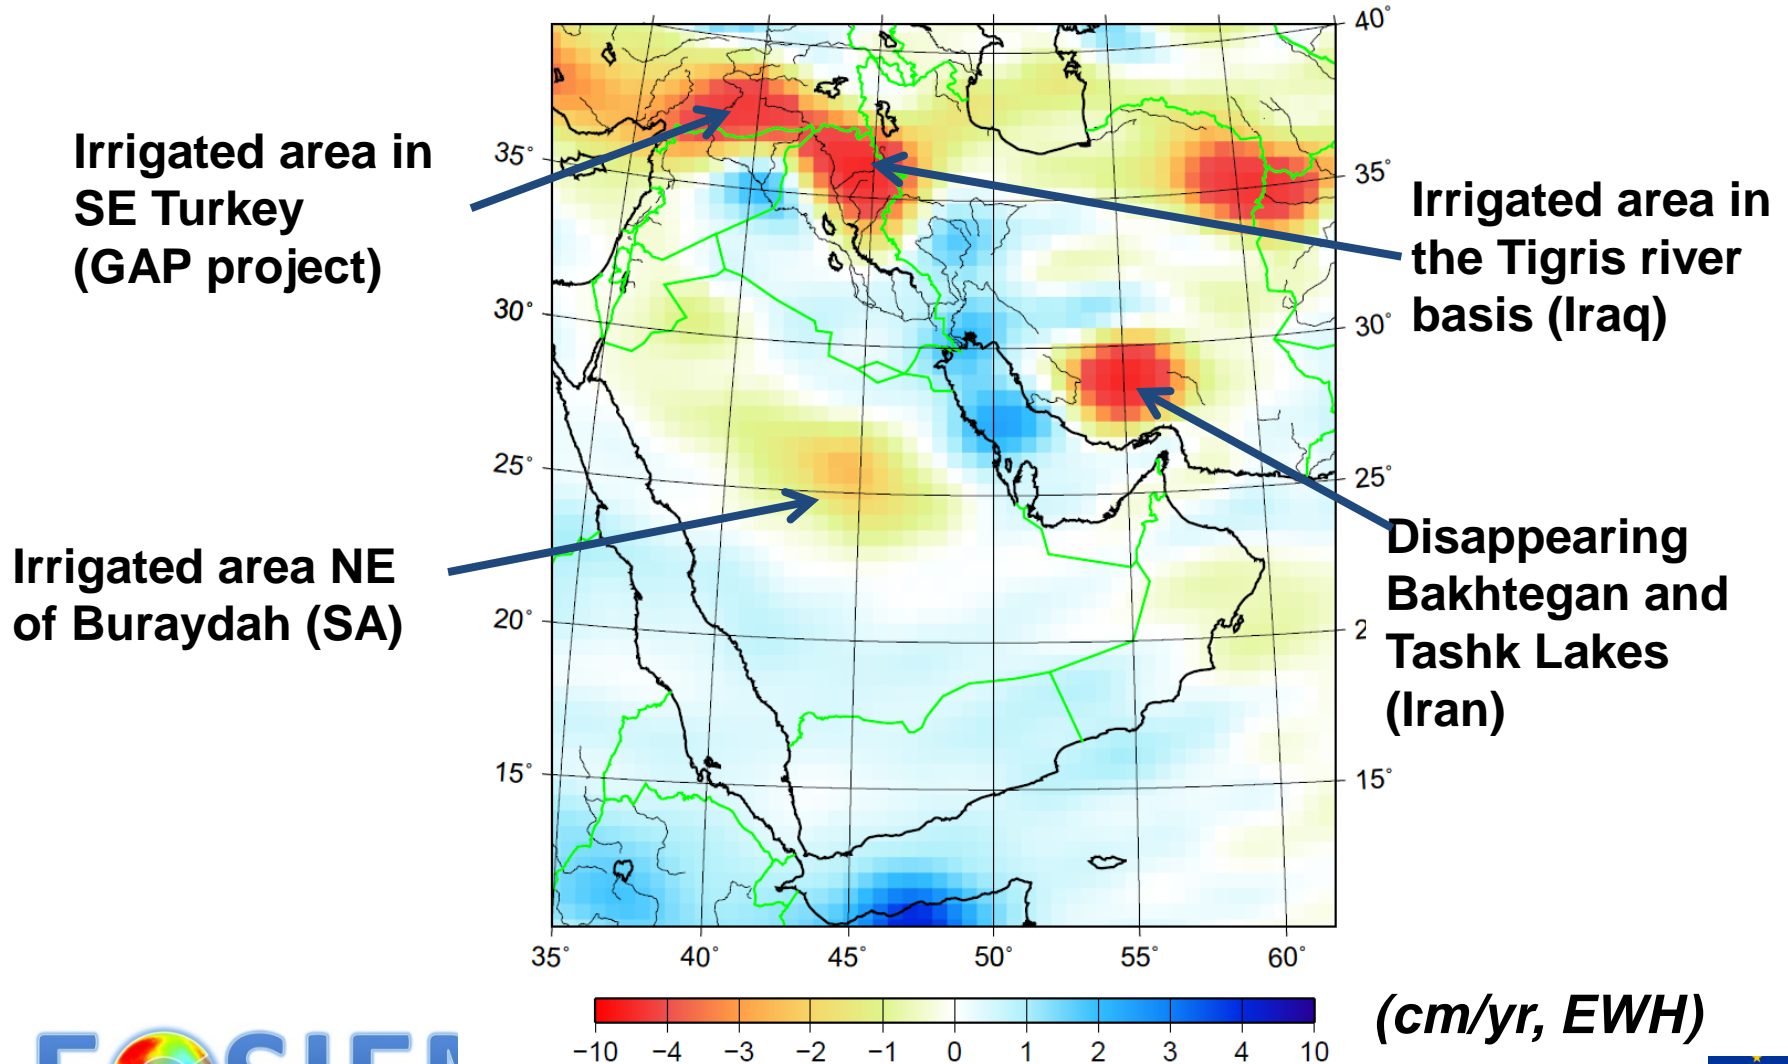 40°
Irrigated area in
SE Turkey
(GAP project)
35°
35°
Irrigated area in
the Tigris river
basis (Iraq)
30°
30°
25°
25°
Disappearing
Bakhtegan and
Tashk Lakes
(Iran)
Irrigated area NE
of Buraydah (SA)
20°
2
15°
15°
35° 40° 45° 50° 55° 60°
(cm/yr, EWH)
−10 −4 −3 −2 −1 0 1 2 3 4 10